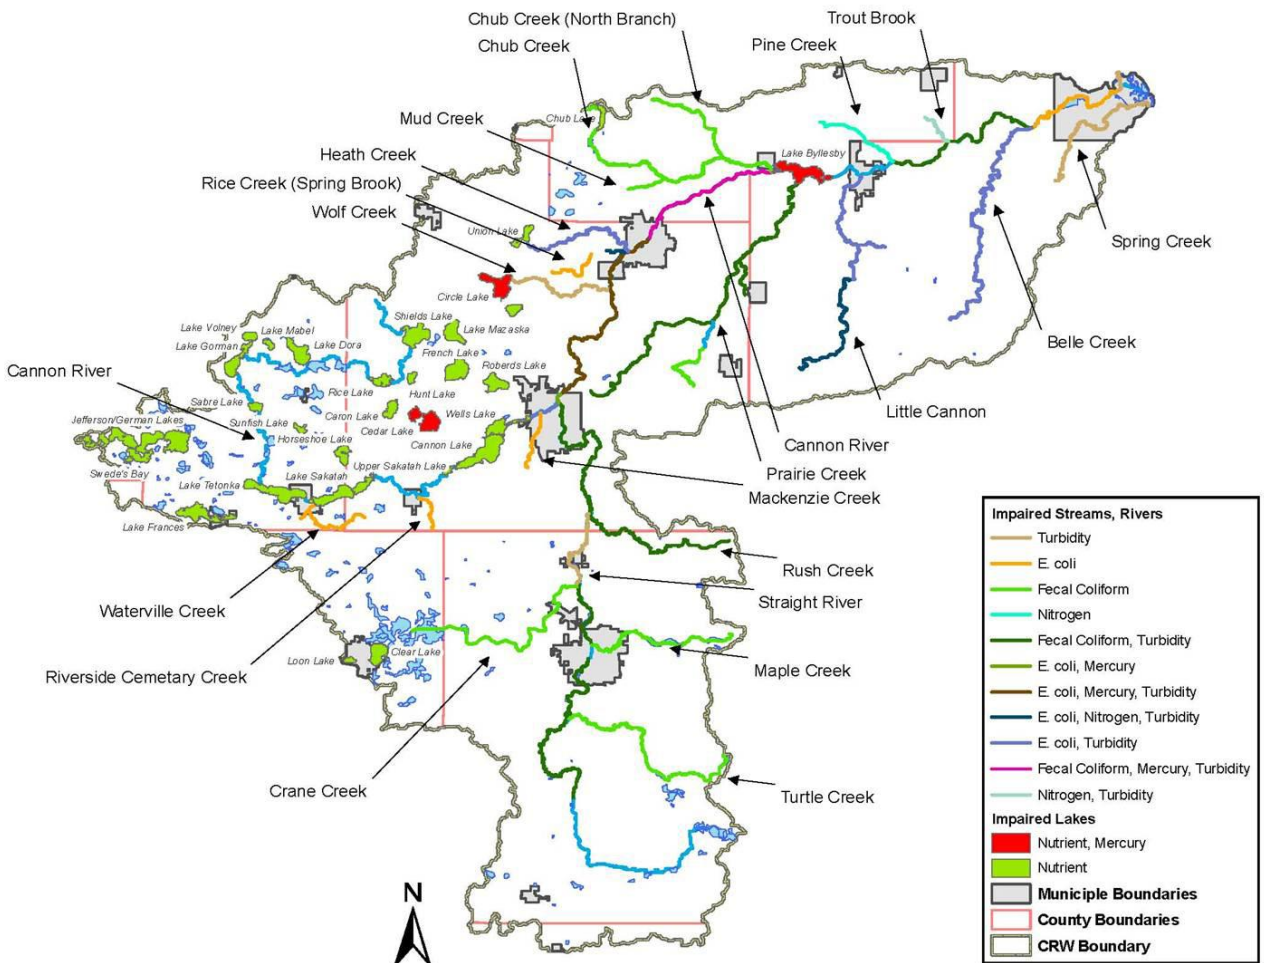 Chub Creek (North Branch)
Trout Brook
Chub Creek
Pine Creek
Mud Creek
Chub Lake
Heath Creek
Lake Byllesby
Rice Creek (Spring Brook)
Wolf Creek
Union Lake
Spring Creek
Circle Lake
Shields Lake
Lake Volney
Lake Mabel
Lake Mazaska
Lake Gorman
Lake Dora
French Lake
Belle Creek
Cannon River
Roberds Lake
Rice Lake
Hunt Lake
Sabre Lake
Caron Lake
Wells Lake
Little Cannon
Jefferson/German Lakes
Sunfish Lake
Cedar Lake
Horseshoe Lake
Cannon Lake
Cannon River
Swede's Bay
Lake Sakatah
Upper Sakatah Lake
Prairie Creek
Lake Tetonka
Mackenzie Creek
Lake Frances
Rush Creek
Waterville Creek
Straight River
Loon Lake
Clear Lake
Riverside Cemetary Creek
Maple Creek
Crane Creek
Turtle Creek
N
Impaired Streams, Rivers
Turbidity
E. coli
Fecal Coliform
Nitrogen
Fecal Coliform, Turbidity
E. coli, Mercury
E. coli, Mercury, Turbidity
E. coli, Nitrogen, Turbidity
E. coli, Turbidity
Fecal Coliform, Mercury, Turbidity
Nitrogen, Turbidity
Impaired Lakes
Nutrient, Mercury
Nutrient
Municiple Boundaries
County Boundaries
CRW Boundary